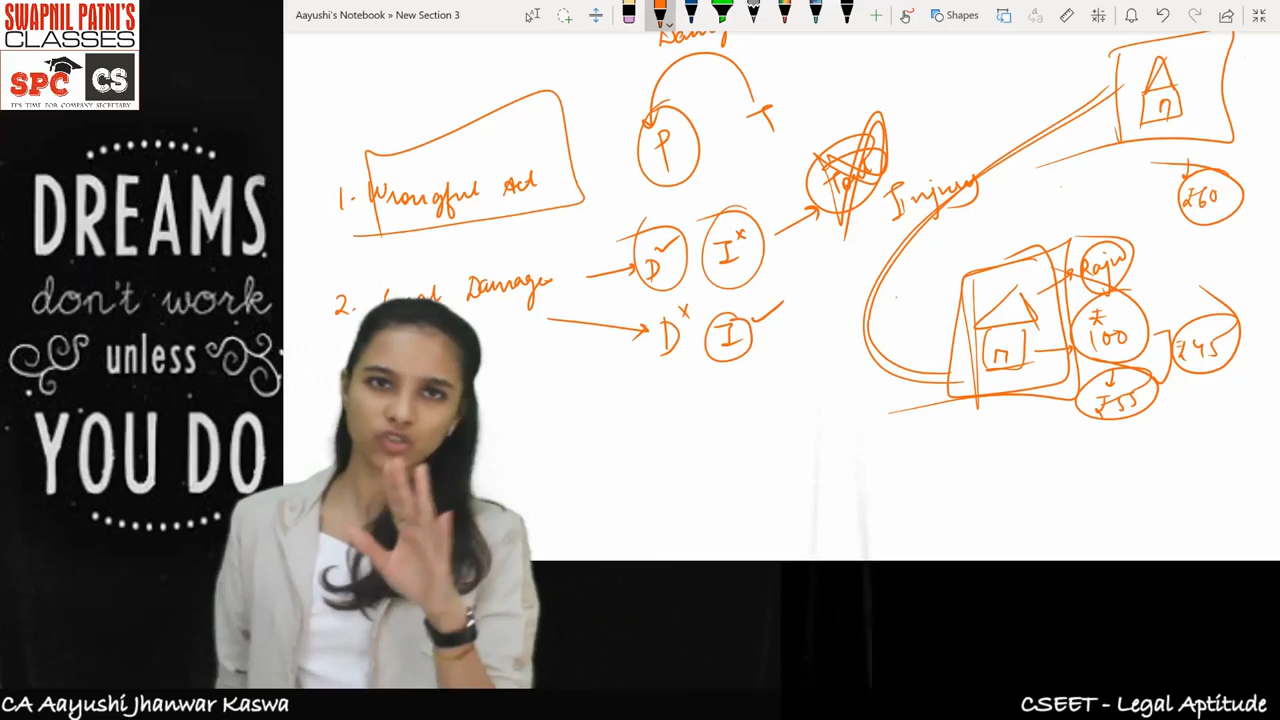 SWAPNIL PATNI'S
CLASSES
SPC CS
IT'S TIME FOR COMPANY SECRETARY
DREAMS
don't work
unless
YOU DO
Aayushi's Notebook » New Section 3
Shapes
P
T
1. Wrongful Act
Injury
n
₹60
D I x
2. Damage
D x I
Raju
₹
100
n
₹45
₹55
CA Aayushi Jhanwar Kaswa
CSEET - Legal Aptitude